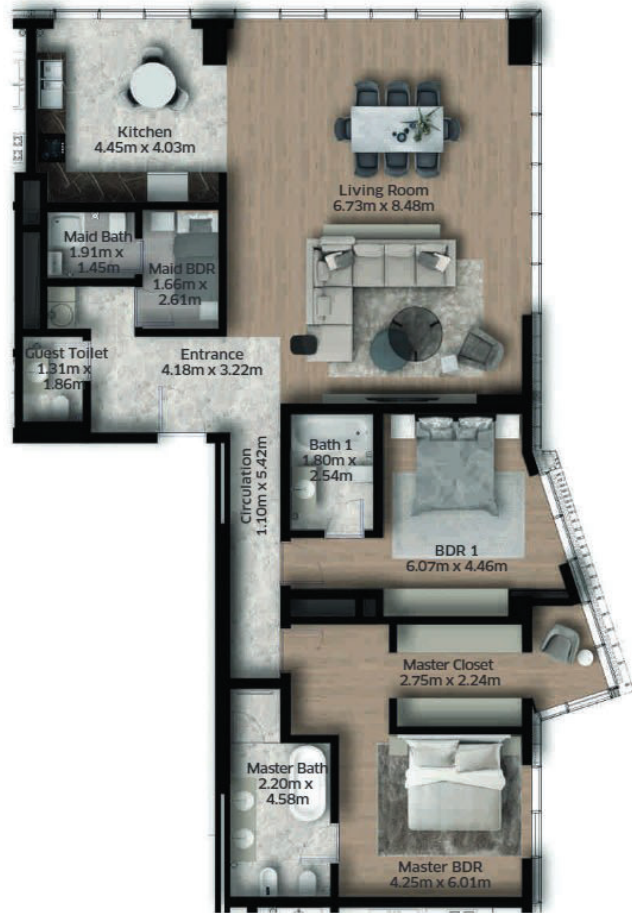 Kitchen
4.45m x 4.03m
Living Room
6.73m x 8.48m
Maid Bath
1.91m x
1.45m
Maid BDR
1.66m x
2.61m
Guest Toilet
1.31m x
1.86m
Entrance
4.18m x 3.22m
Circulation
1.10m x 5.42m
Bath 1
1.80m x
2.54m
BDR 1
6.07m x 4.46m
Master Closet
2.75m x 2.24m
Master Bath
2.20m x
4.58m
Master BDR
4.25m x 6.01m